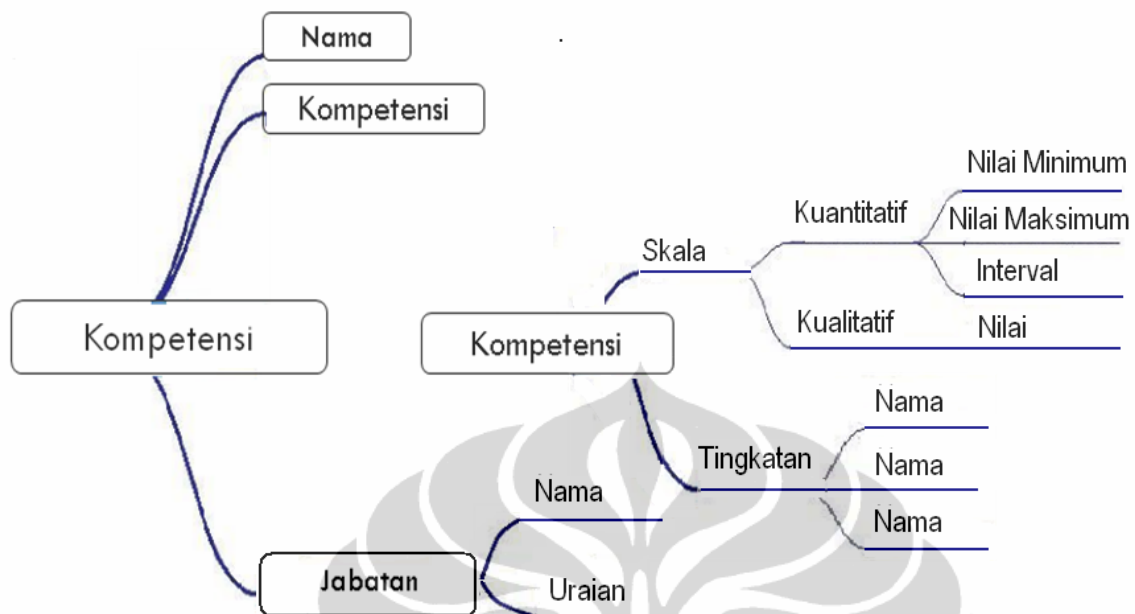 Nama
Kompetensi
Kompetensi
Jabatan
Nama
Uraian
Kompetensi
Skala
Kuantitatif
Nilai Minimum
Nilai Maksimum
Interval
Kualitatif
Nilai
Tingkatan
Nama
Nama
Nama